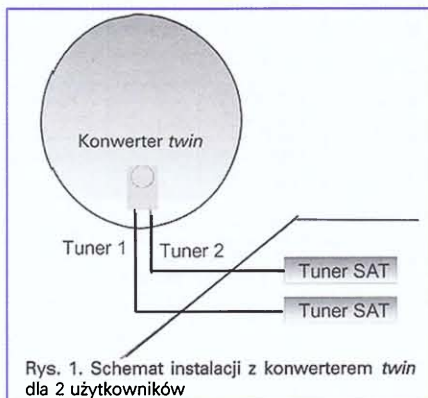 Konwerter twin
Tuner 1
Tuner 2
Tuner SAT
Tuner SAT
Rys. 1. Schemat instalacji z konwerterem twin
dla 2 użytkowników